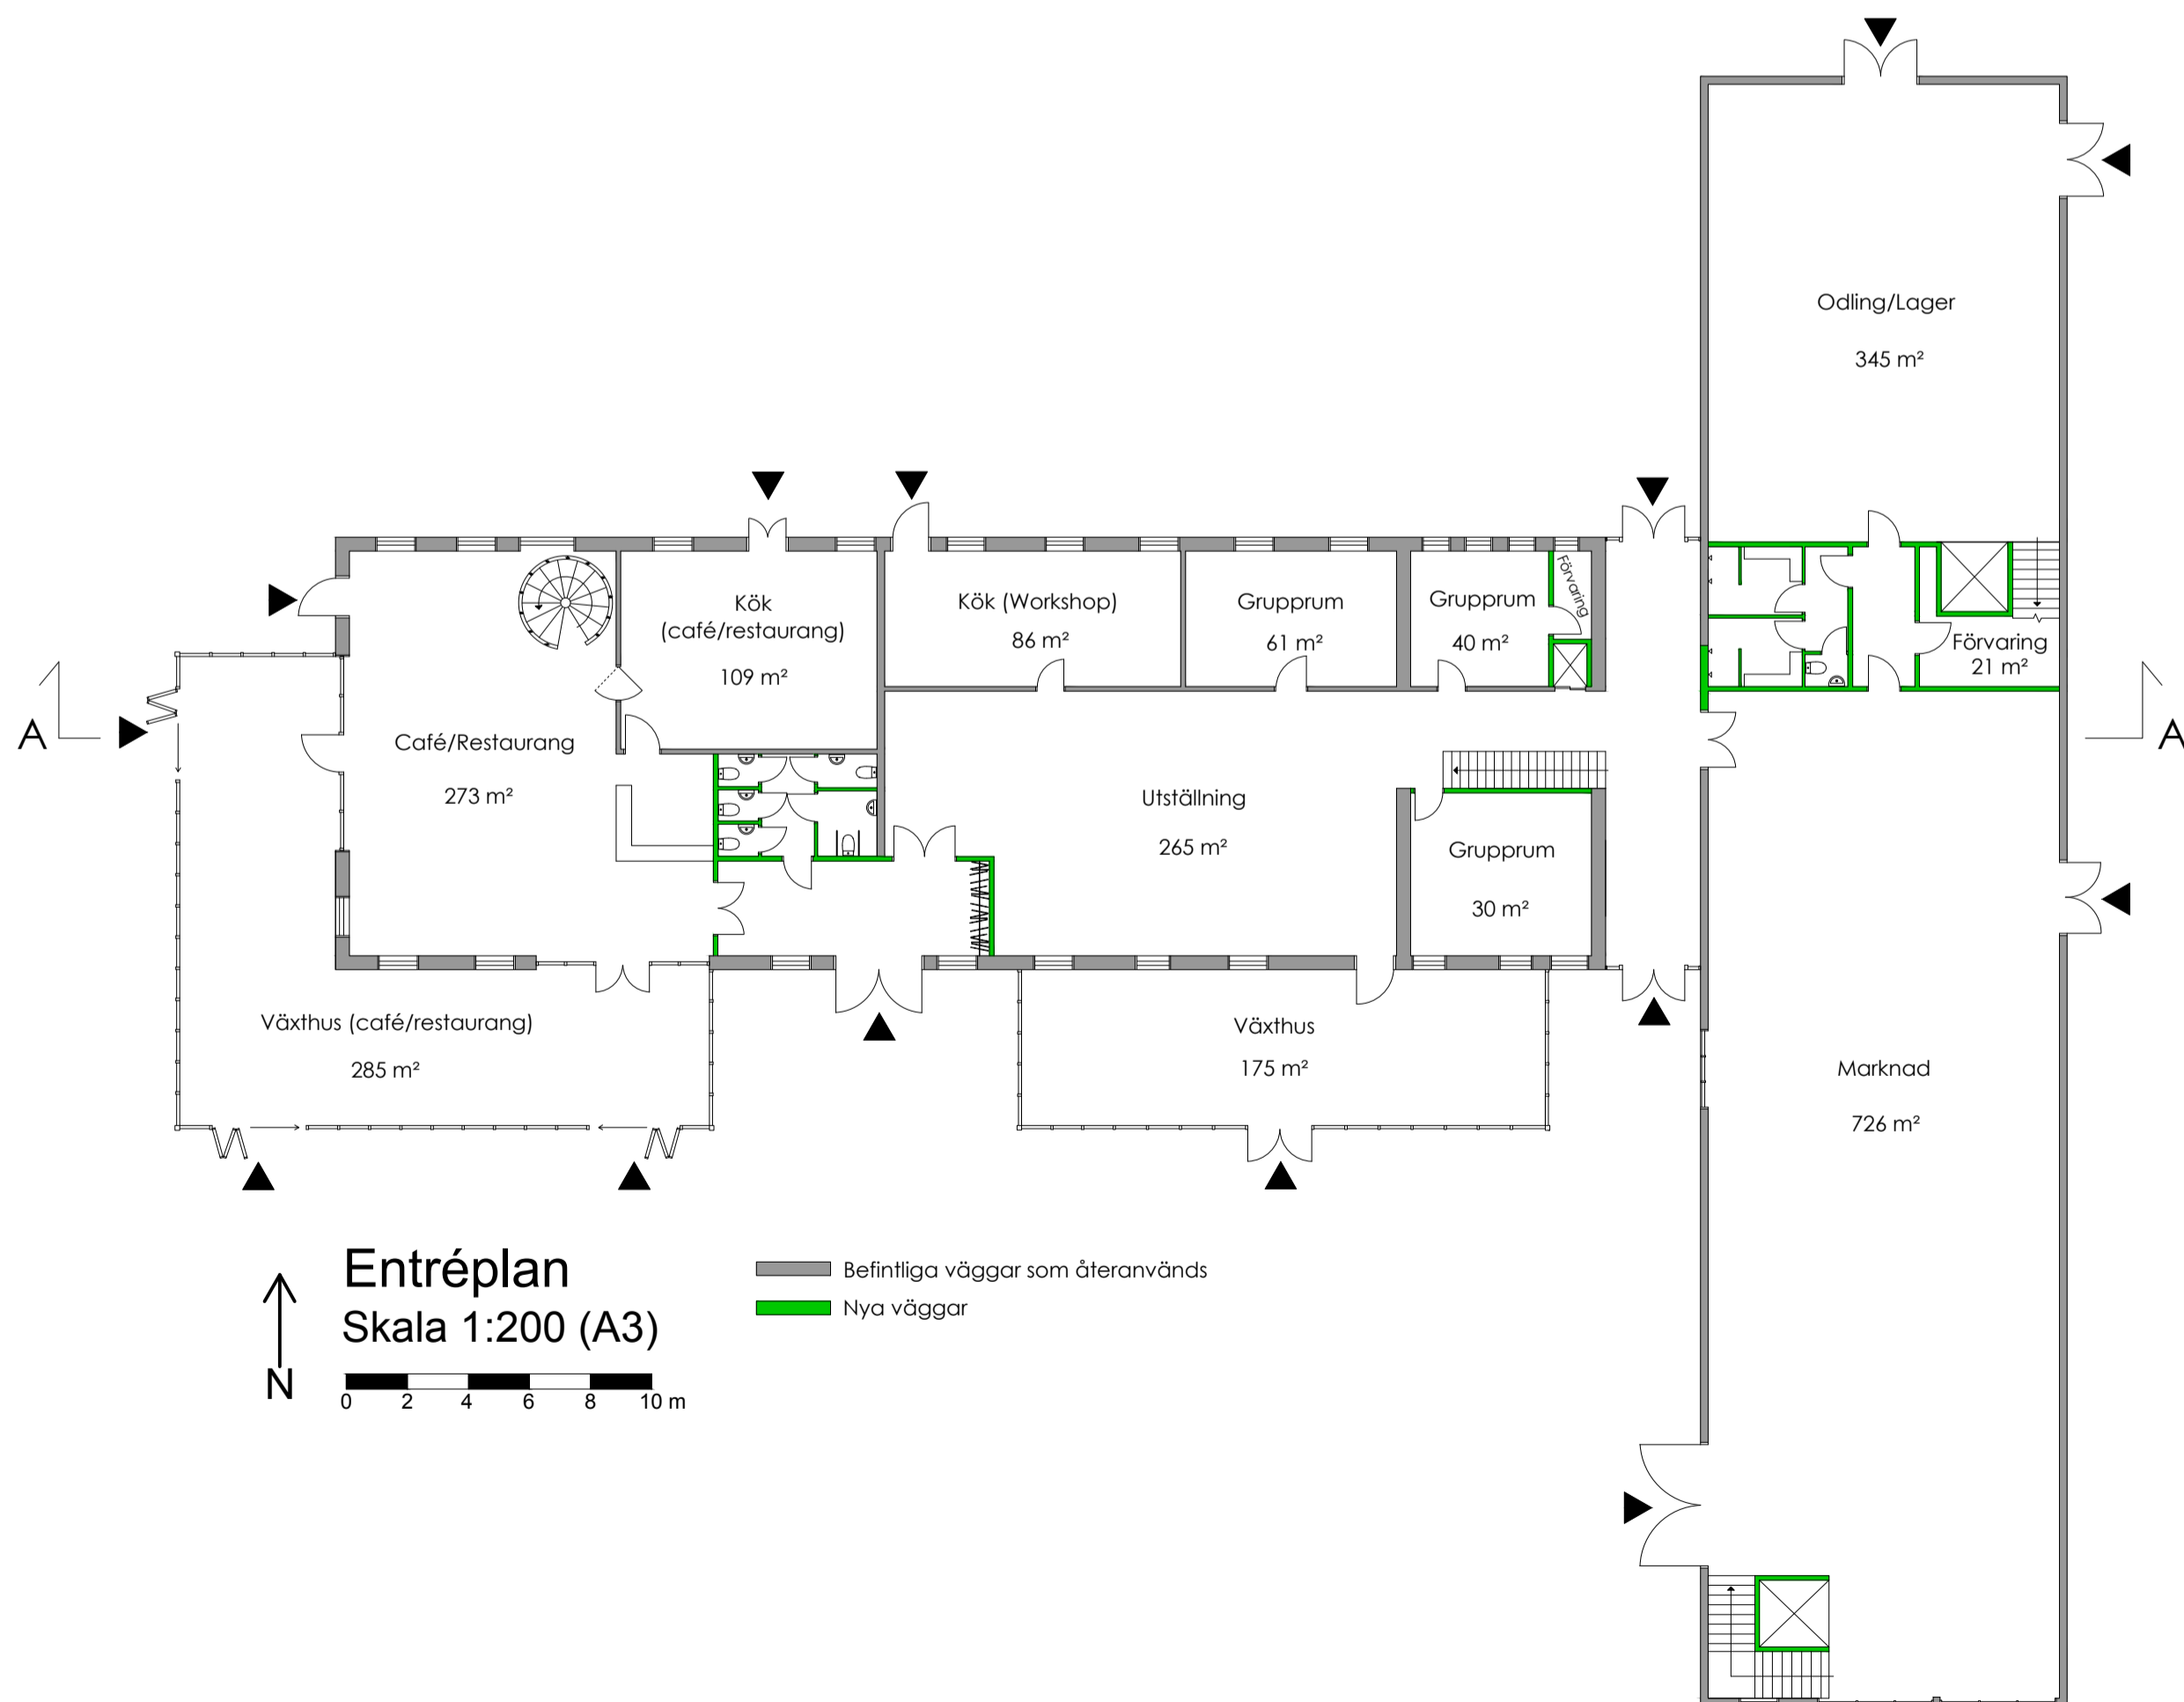 Odling/Lager
345 m²
Kök
(café/restaurang)
109 m²
Kök (Workshop)
86 m²
Grupprum
61 m²
Grupprum
40 m²
Förvaring
Förvaring
21 m²
A
A
Café/Restaurang
273 m²
Utställning
265 m²
Grupprum
30 m²
Växthus (café/restaurang)
285 m²
Växthus
175 m²
Marknad
726 m²
Entréplan
Skala 1:200 (A3)
N
0 2 4 6 8 10 m
Befintliga väggar som återanvänds
Nya väggar